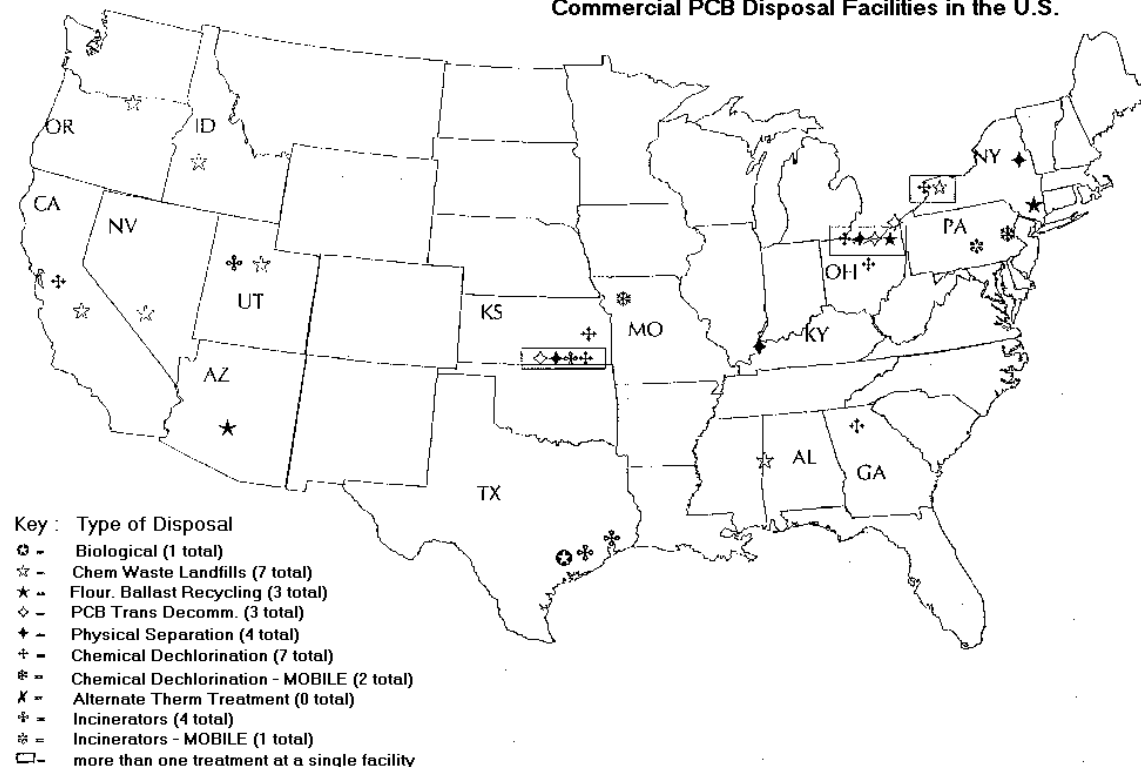 Commercial PCB Disposal Facilities in the U.S.
OR
ID
NY
CA
NV
PA
OH
UT
KS
MO
KY
AZ
AL
GA
TX
Key : Type of Disposal
Biological (1 total)
Chem Waste Landfills (7 total)
Flour. Ballast Recycling (3 total)
PCB Trans Decomm. (3 total)
Physical Separation (4 total)
Chemical Dechlorination (7 total)
Chemical Dechlorination - MOBILE (2 total)
Alternate Therm Treatment (0 total)
Incinerators (4 total)
Incinerators - MOBILE (1 total)
more than one treatment at a single facility